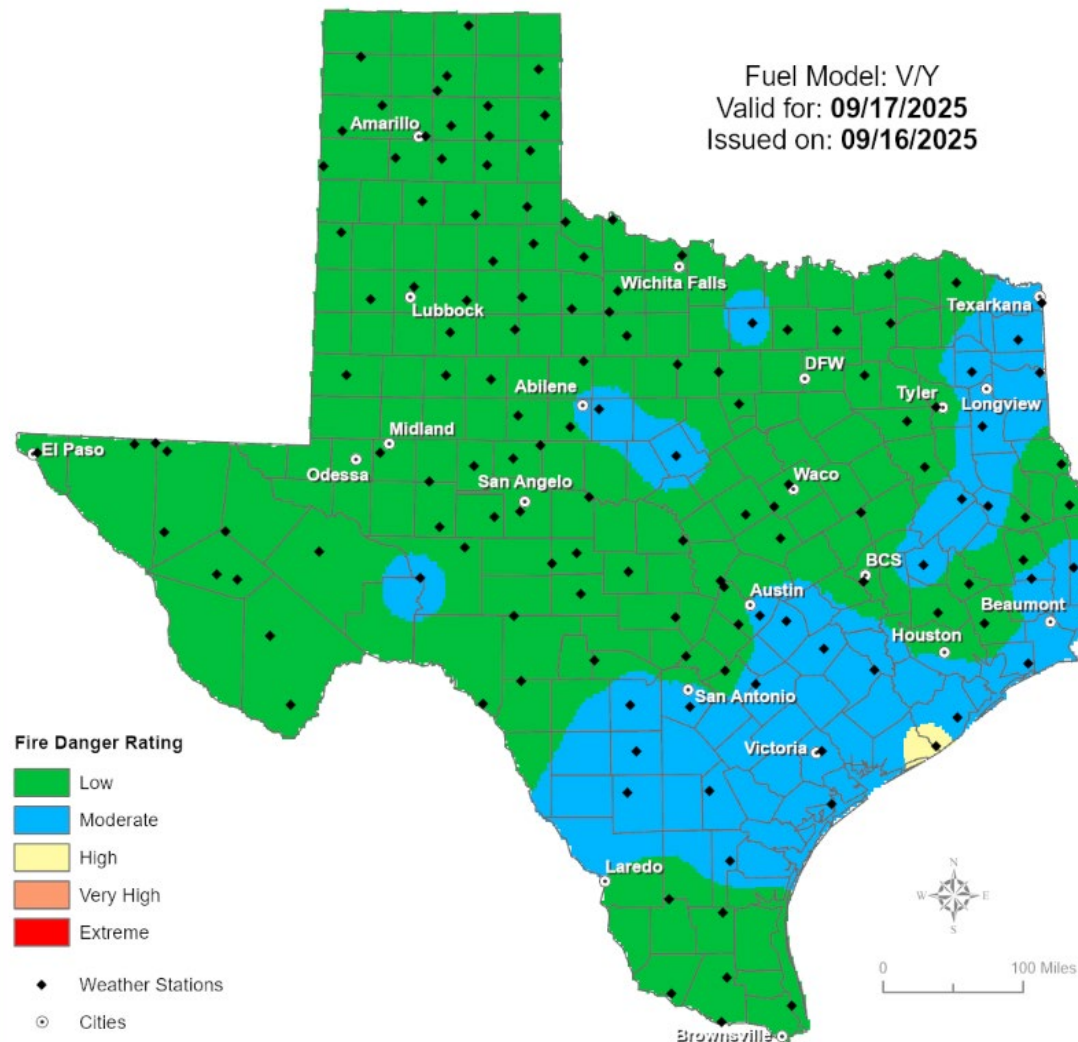 Fuel Model: V/Y
Valid for: 09/17/2025
Issued on: 09/16/2025
Amarillo
Wichita Falls
Lubbock
Texarkana
DFW
Abilene
Tyler
Longview
Midland
El Paso
Odessa
San Angelo
Waco
BCS
Austin
Beaumont
Houston
San Antonio
Victoria
Laredo
Brownsville
Fire Danger Rating
Low
Moderate
High
Very High
Extreme
Weather Stations
Cities
N
W E
S
0 100 Miles